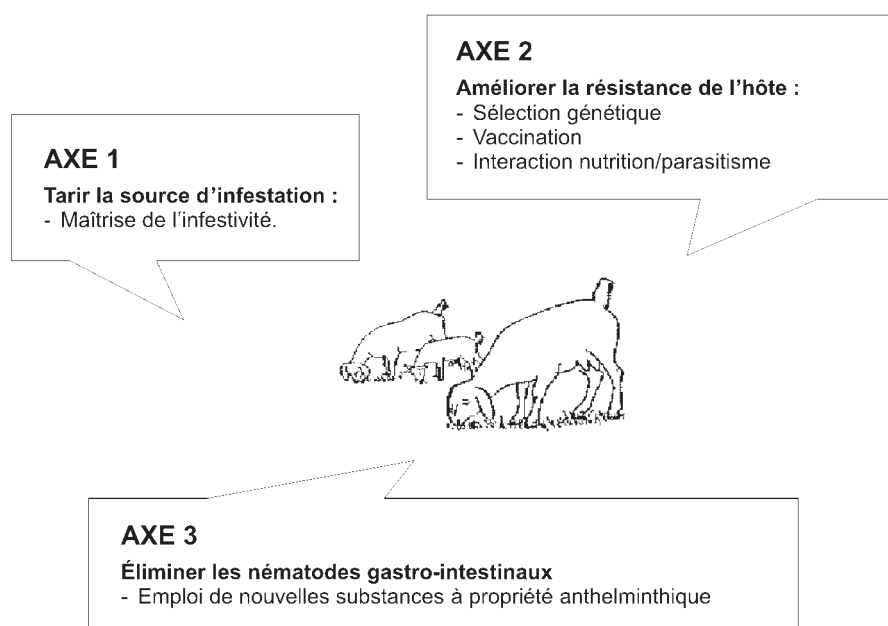 AXE 1
Tarir la source d'infestation :
- Maîtrise de l'infestivité.
AXE 2
Améliorer la résistance de l'hôte :
- Sélection génétique
- Vaccination
- Interaction nutrition/parasitisme
AXE 3
Éliminer les nématodes gastro-intestinaux
- Emploi de nouvelles substances à propriété anthelminthique